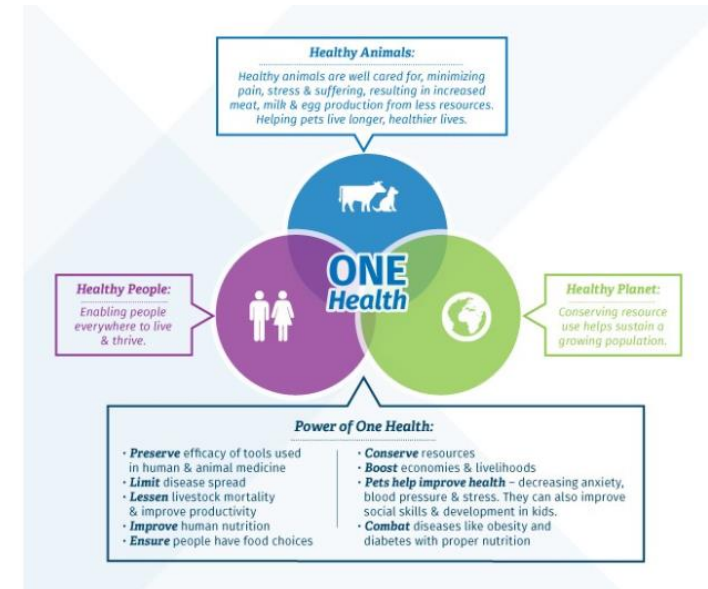 Healthy Animals:
Healthy animals are well cared for, minimizing
pain, stress & suffering, resulting in increased
meat, milk & egg production from less resources.
Helping pets live longer, healthier lives.
ONE
Health
Healthy People:
Enabling people
everywhere to live
& thrive.
Healthy Planet:
Conserving resource
use helps sustain a
growing population.
Power of One Health:
· Preserve efficacy of tools used
in human & animal medicine
· Limit disease spread
· Lessen livestock mortality
& improve productivity
· Improve human nutrition
· Ensure people have food choices
· Conserve resources
· Boost economies & livelihoods
· Pets help improve health – decreasing anxiety,
blood pressure & stress. They can also improve
social skills & development in kids.
· Combat diseases like obesity and
diabetes with proper nutrition